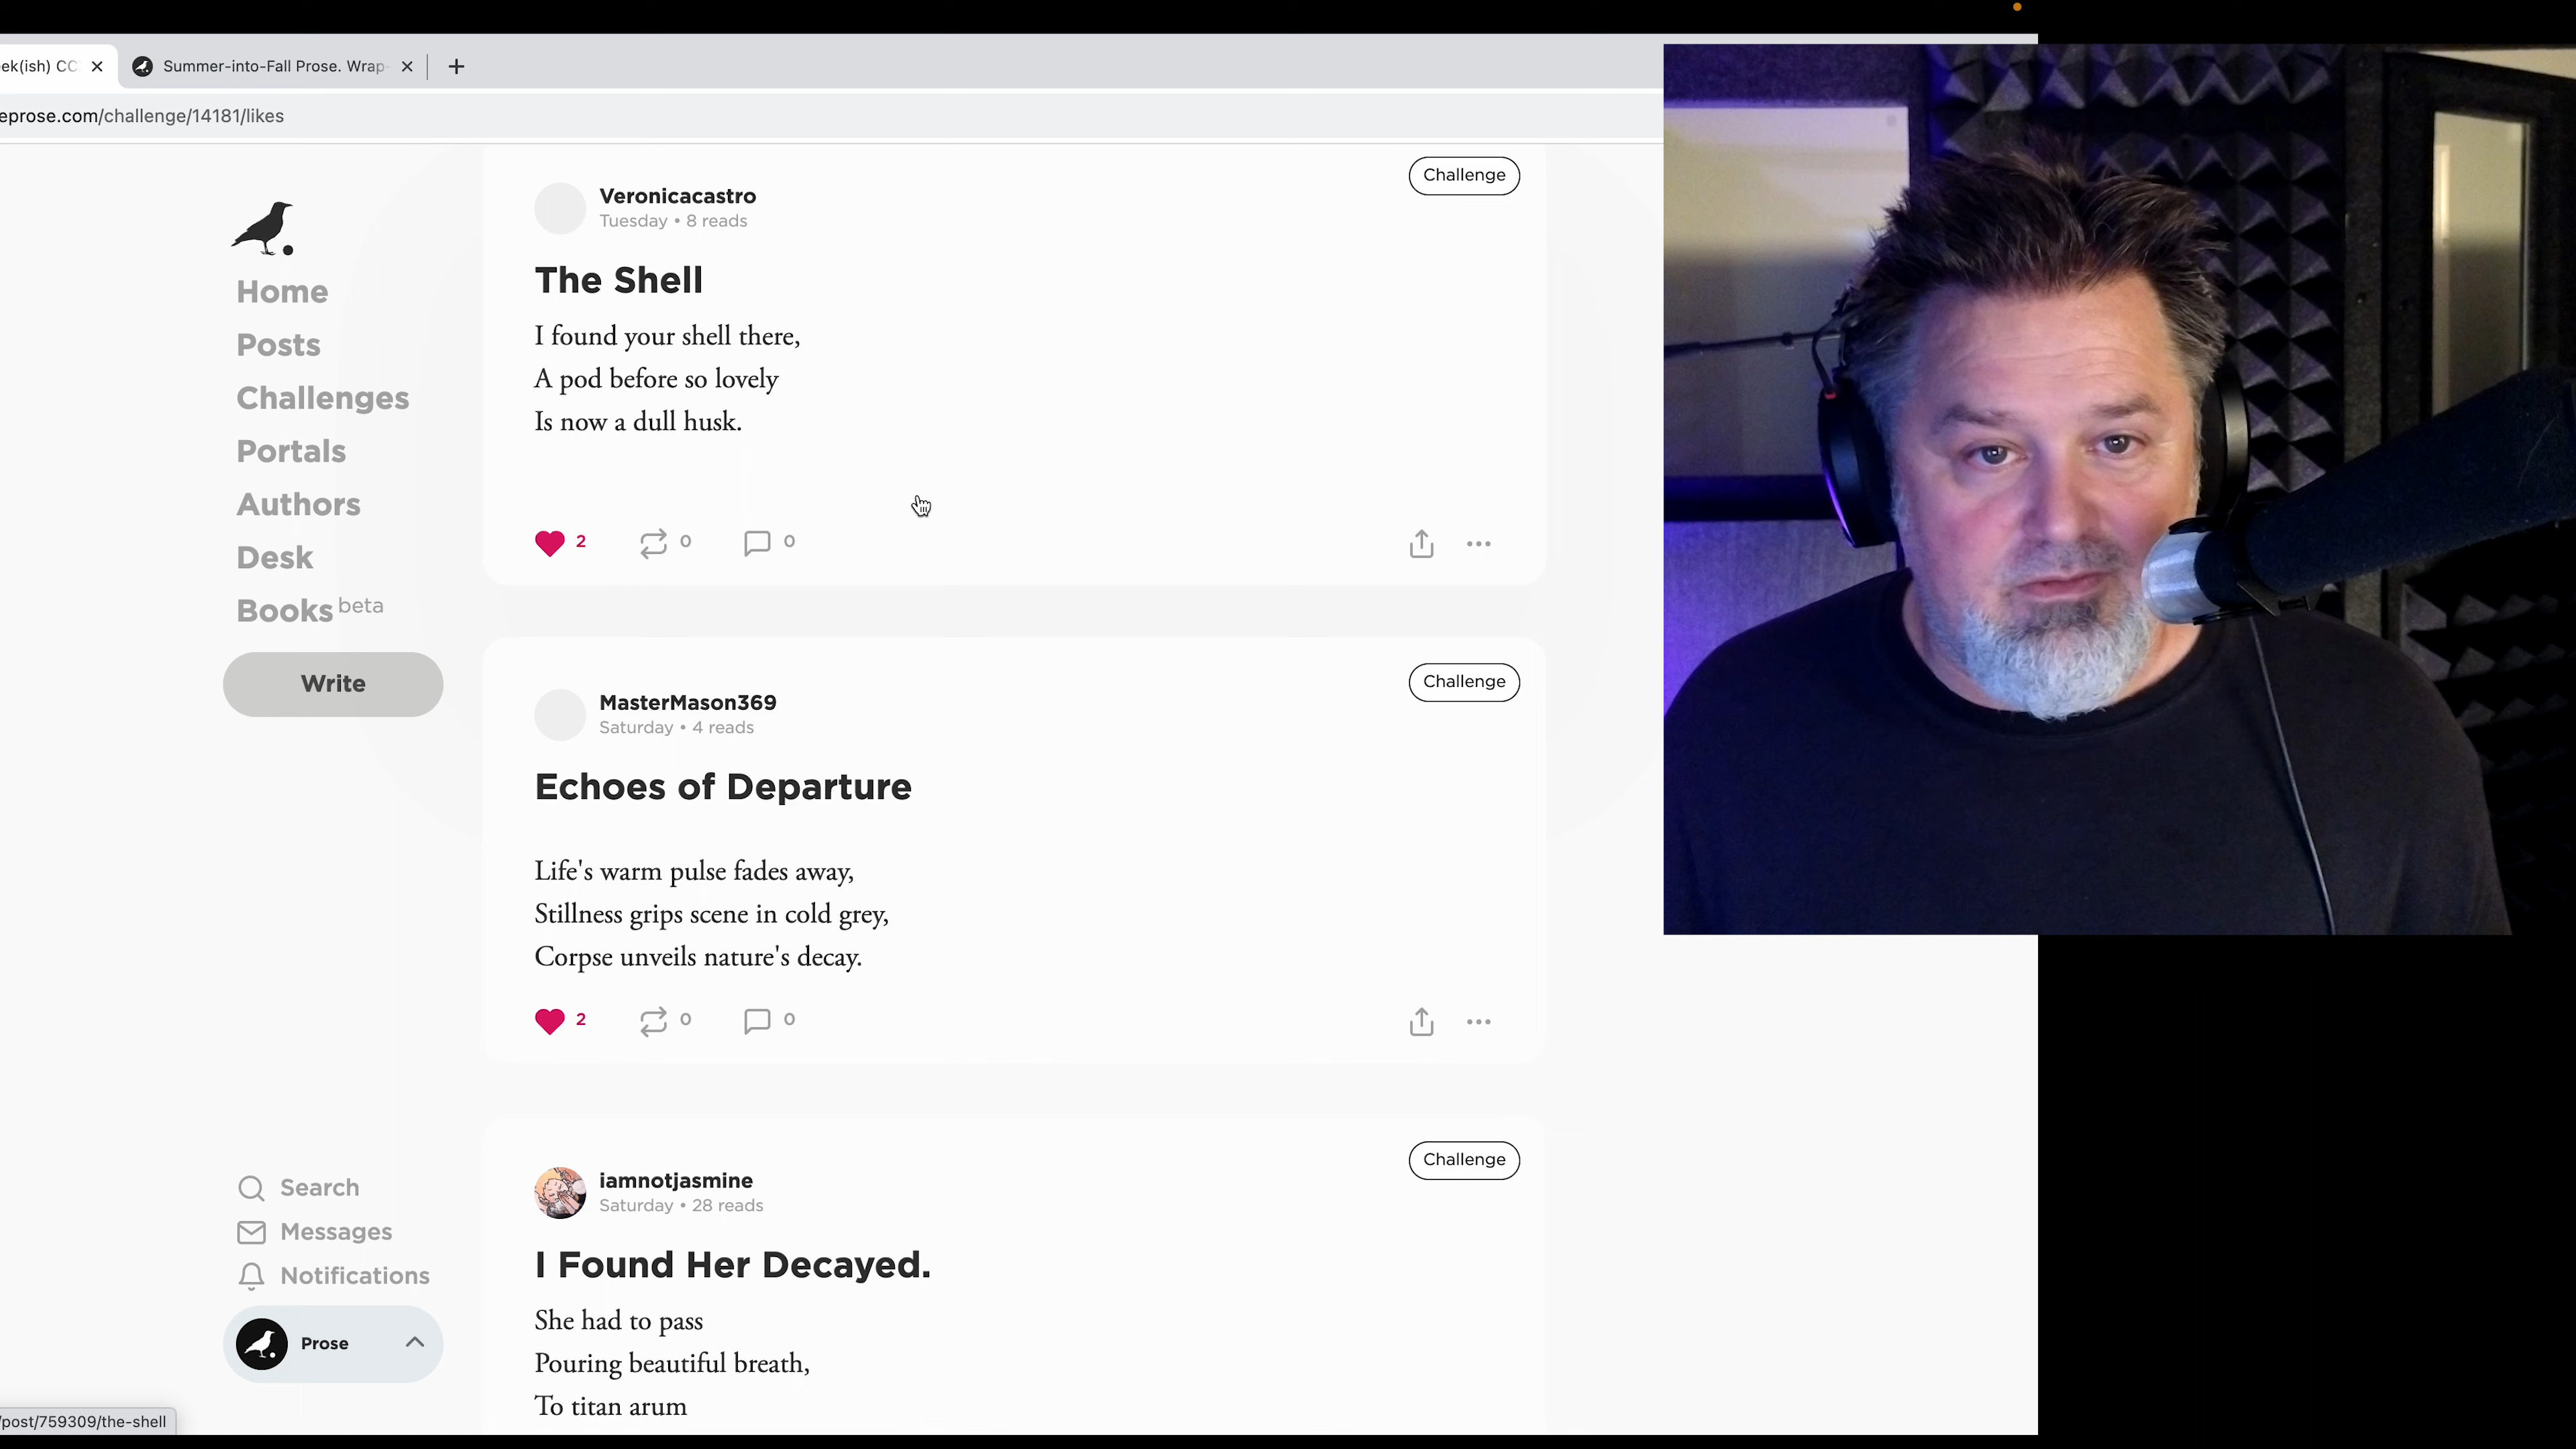 ek(ish) CC
Summer-into-Fall Prose. Wrap-
eprose.com/challenge/14181/likes
Home
Posts
Challenges
Portals
Authors
Desk
Books beta
Write
Search
Messages
Notifications
Prose
/post/759309/the-shell
Veronicacastro
Tuesday • 8 reads
Challenge
The Shell
I found your shell there,
A pod before so lovely
Is now a dull husk.
2 0 0
MasterMason369
Saturday • 4 reads
Challenge
Echoes of Departure
Life's warm pulse fades away,
Stillness grips scene in cold grey,
Corpse unveils nature's decay.
2 0 0
iamnotjasmine
Saturday • 28 reads
Challenge
I Found Her Decayed.
She had to pass
Pouring beautiful breath,
To titan arum